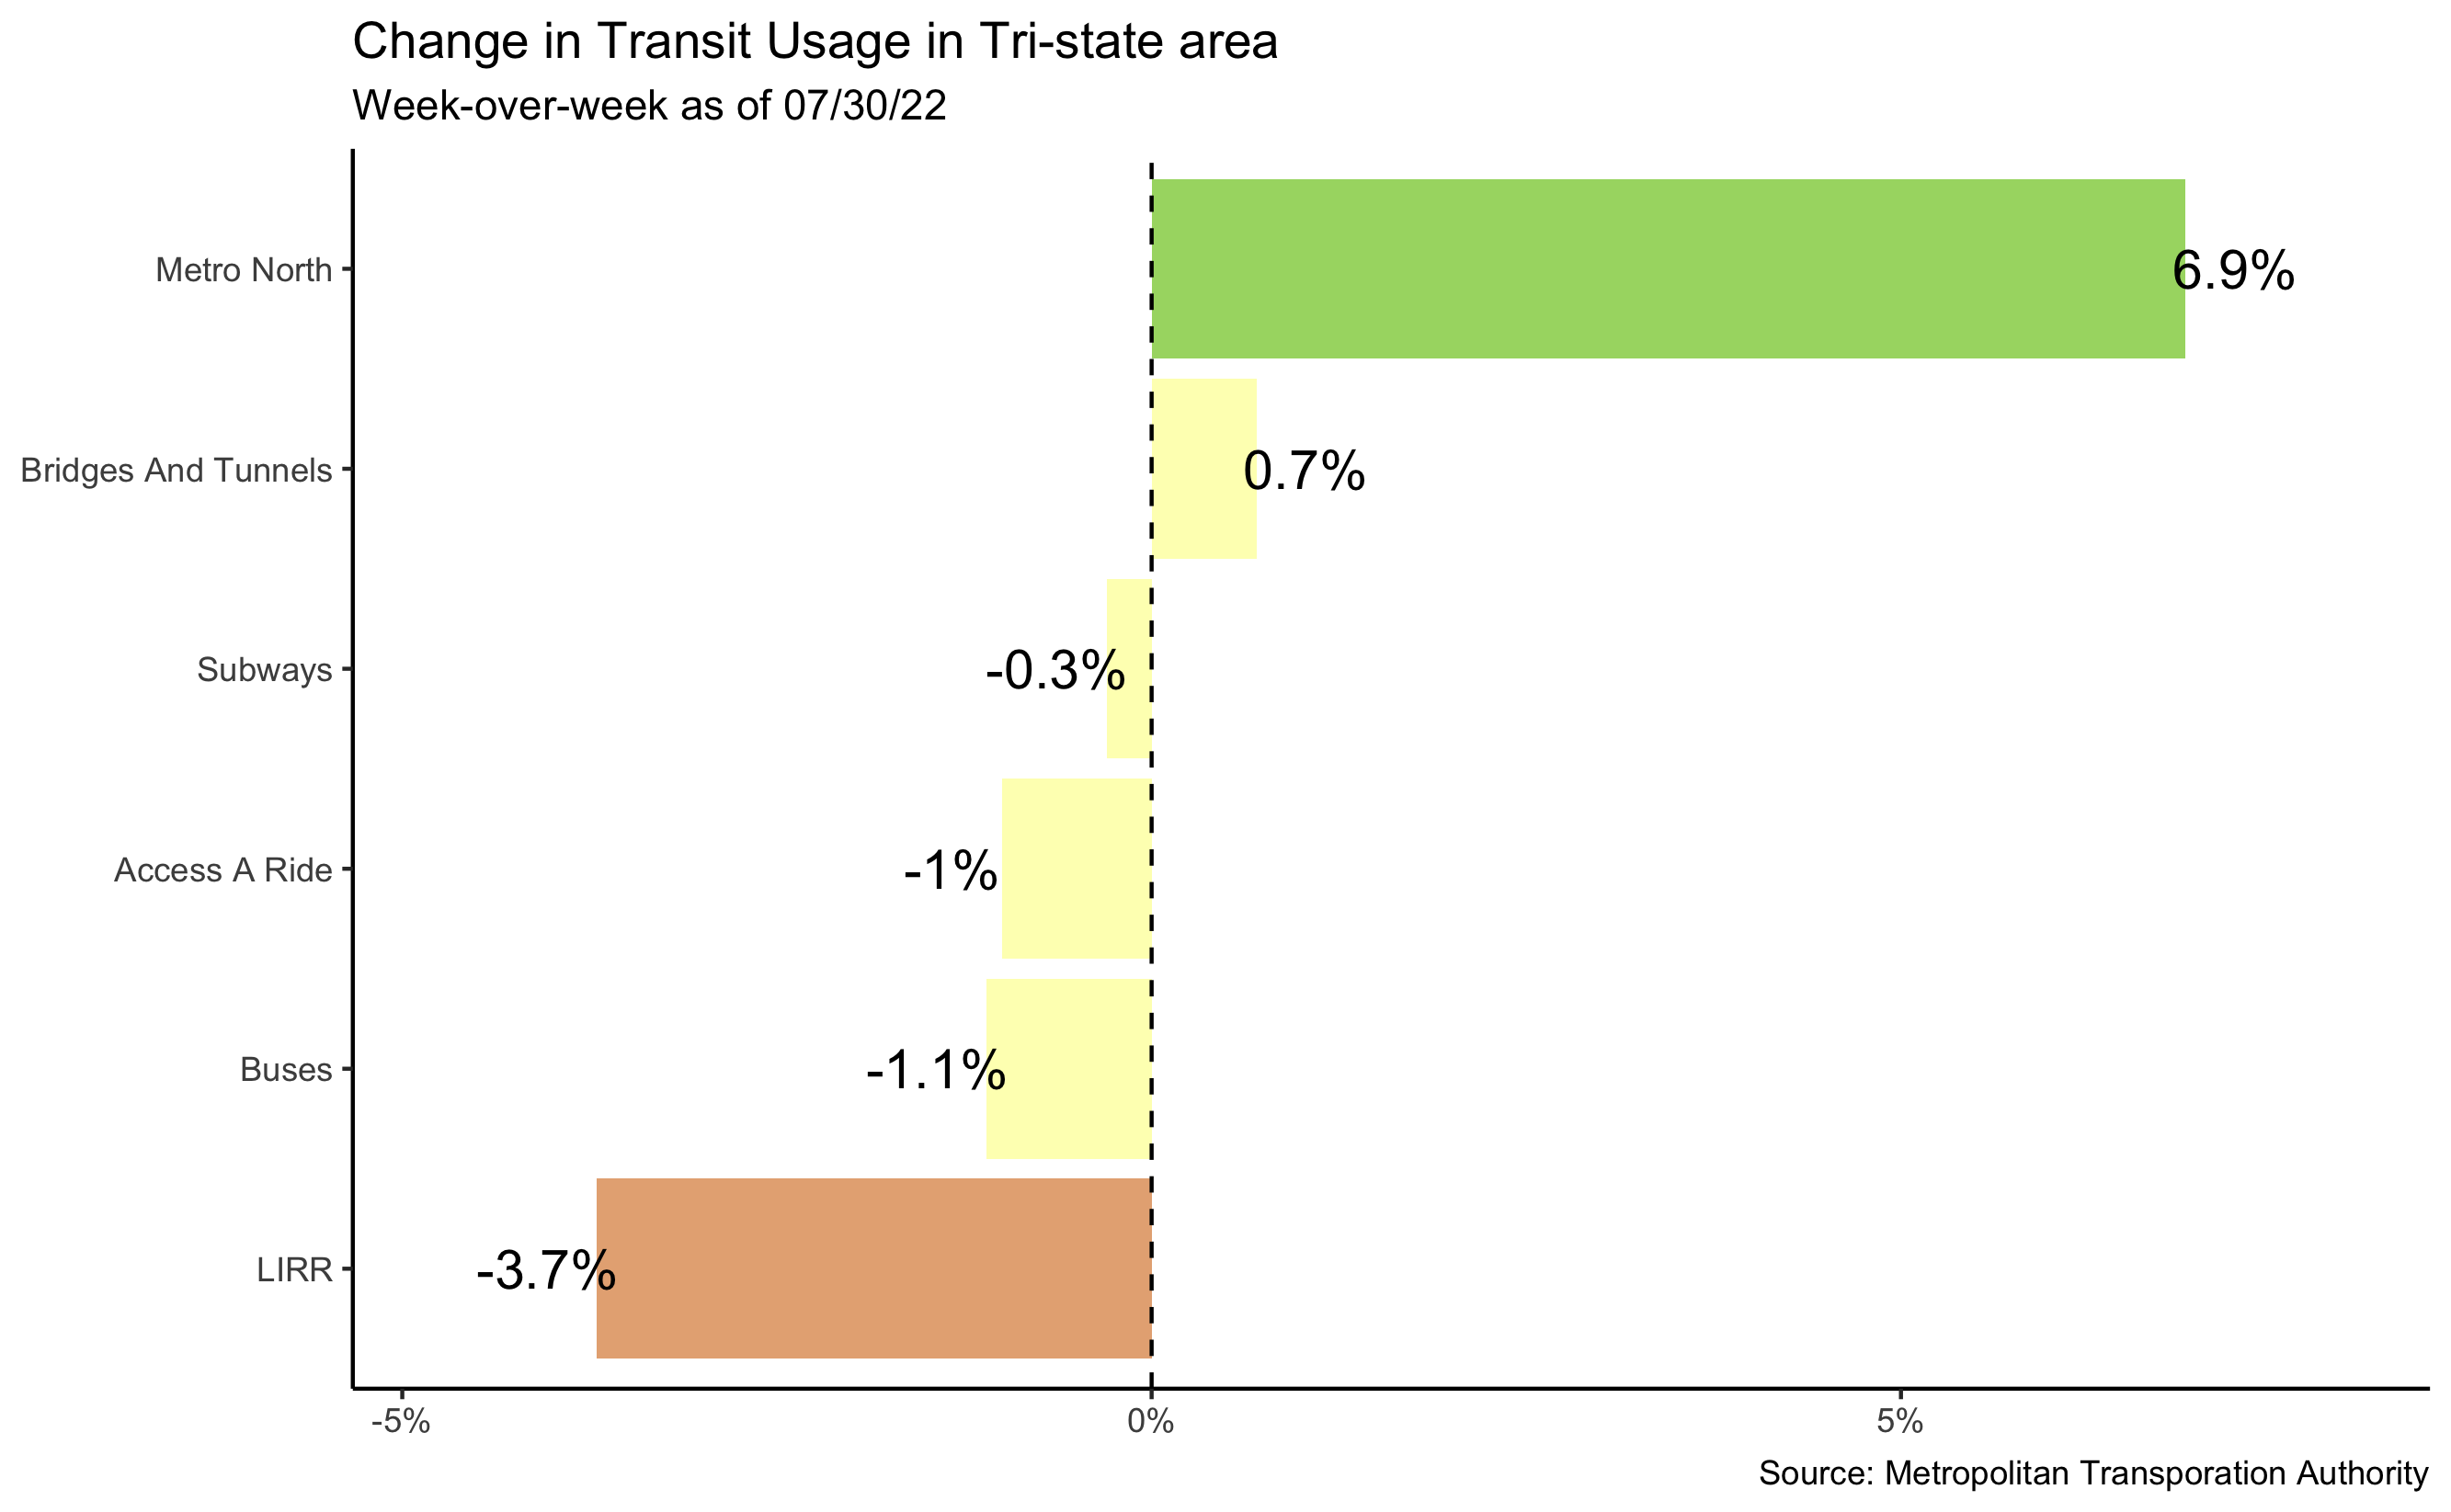 Change in Transit Usage in Tri-state area
Week-over-week as of 07/30/22
Metro North
6.9%
Bridges And Tunnels
0.7%
Subways
-0.3%
Access A Ride
-1%
Buses
-1.1%
LIRR
-3.7%
-5%
0%
5%
Source: Metropolitan Transporation Authority